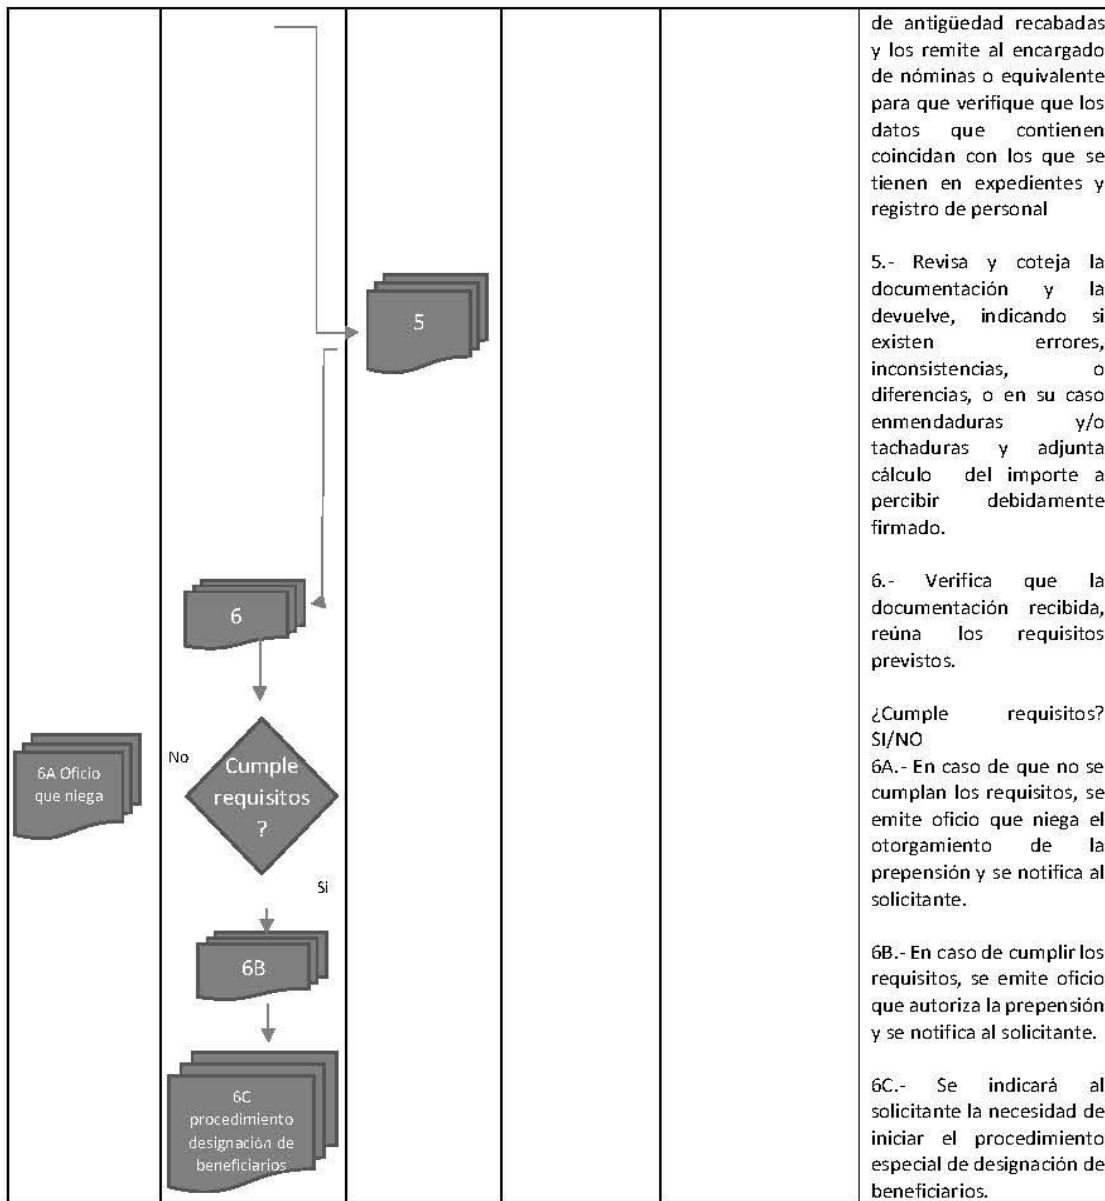 5
6
6A Oficio
que niega
No
Cumple
requisitos
?
Si
6B
6C
procedimiento
designación de
beneficiarios
de antigüedad recabadas
y los remite al encargado
de nóminas o equivalente
para que verifique que los
datos que contienen
coincidan con los que se
tienen en expedientes y
registro de personal
5.- Revisa y coteja la
documentación y la
devuelve, indicando si
existen errores,
inconsistencias, o
diferencias, o en su caso
enmendaduras y/o
tachaduras y adjunta
cálculo del importe a
percibir debidamente
firmado.
6.- Verifica que la
documentación recibida,
reúna los requisitos
previstos.
¿Cumple requisitos?
SI/NO
6A.- En caso de que no se
cumplan los requisitos, se
emite oficio que niega el
otorgamiento de la
prepensión y se notifica al
solicitante.
6B.- En caso de cumplir los
requisitos, se emite oficio
que autoriza la prepensión
y se notifica al solicitante.
6C.- Se indicará al
solicitante la necesidad de
iniciar el procedimiento
especial de designación de
beneficiarios.